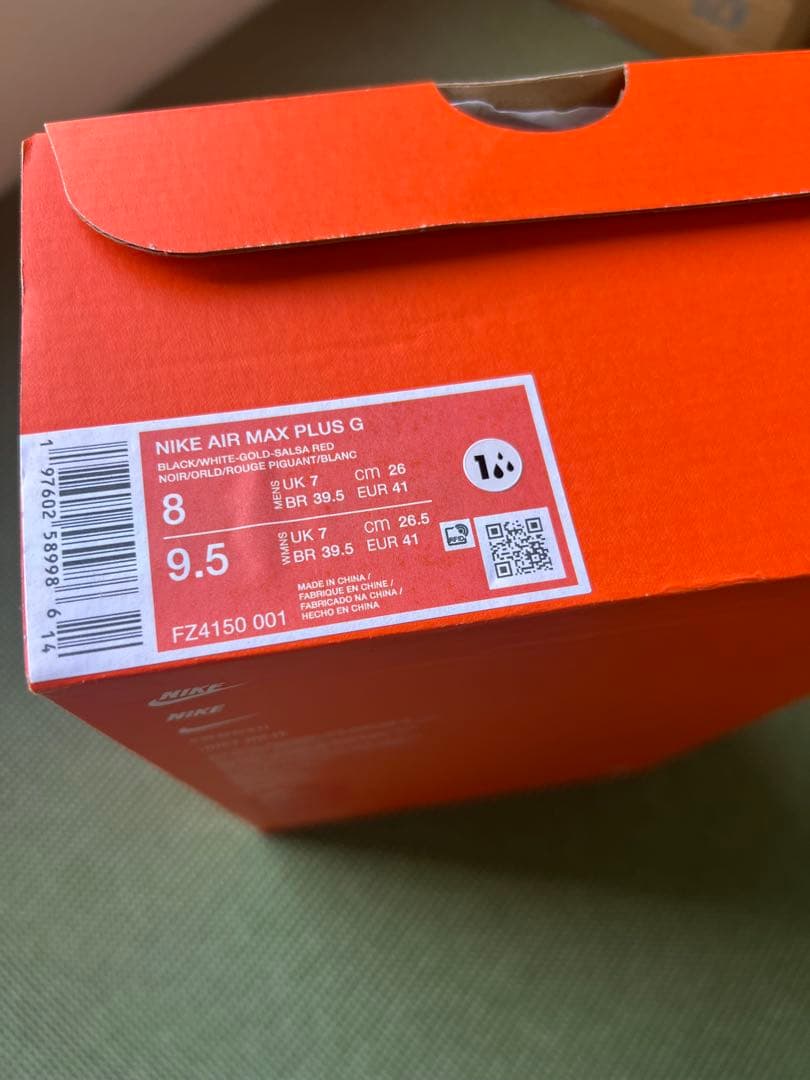 NIKE AIR MAX PLUS G
BLACK/WHITE-GOLD-SALSA RED
NOIR/ORLD/ROUGE PIGUANT/BLANC
8
MENS
UK 7 cm 26
BR 39.5 EUR 41
9.5
WMNS
UK 7 cm 26.5
BR 39.5 EUR 41
MADE IN CHINA /
FABRIQUE EN CHINE /
FABRICADO NA CHINA /
HECHO EN CHINA
FZ4150 001
1 97602 58998 6 14
RFID
NIKE
NIKE